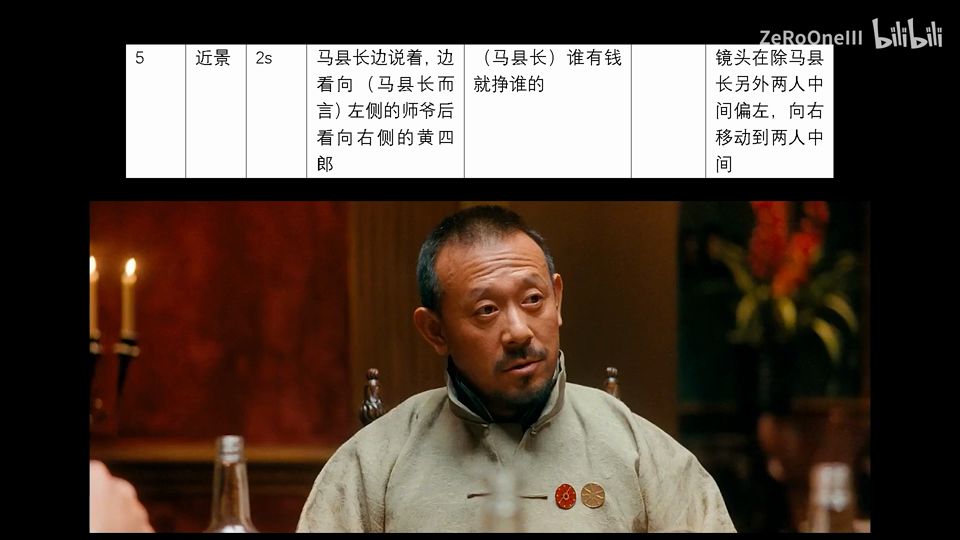 ZeRoOneIII bilibili
5
近景
2s
马县长边说着，边
看向（马县长而
言）左侧的师爷后
看向右侧的黄四
郎
（马县长）谁有钱
就挣谁的
镜头在除马县
长另外两人中
间偏左，向右
移动到两人中
间